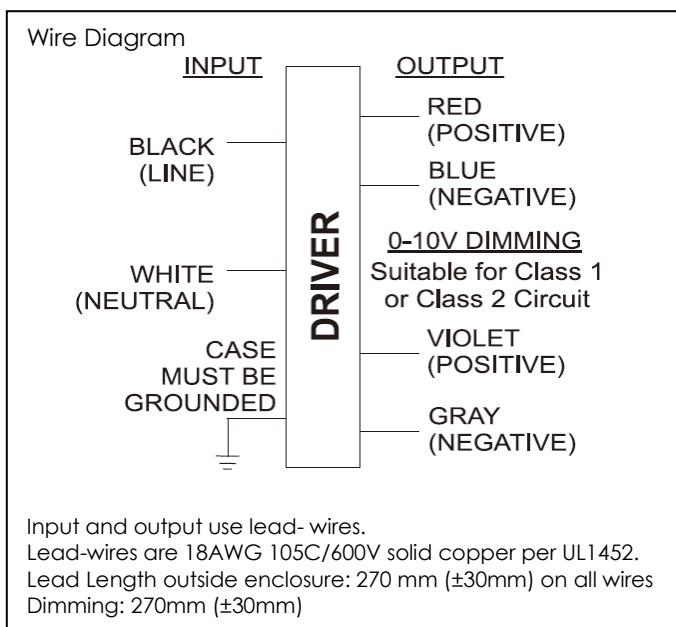 Wire Diagram
INPUT
OUTPUT
BLACK
(LINE)
WHITE
(NEUTRAL)
CASE
MUST BE
GROUNDED
DRIVER
RED
(POSITIVE)
BLUE
(NEGATIVE)
0-10V DIMMING
Suitable for Class 1
or Class 2 Circuit
VIOLET
(POSITIVE)
GRAY
(NEGATIVE)
Input and output use lead- wires.
Lead-wires are 18AWG 105C/600V solid copper per UL1452.
Lead Length outside enclosure: 270 mm (±30mm) on all wires
Dimming: 270mm (±30mm)